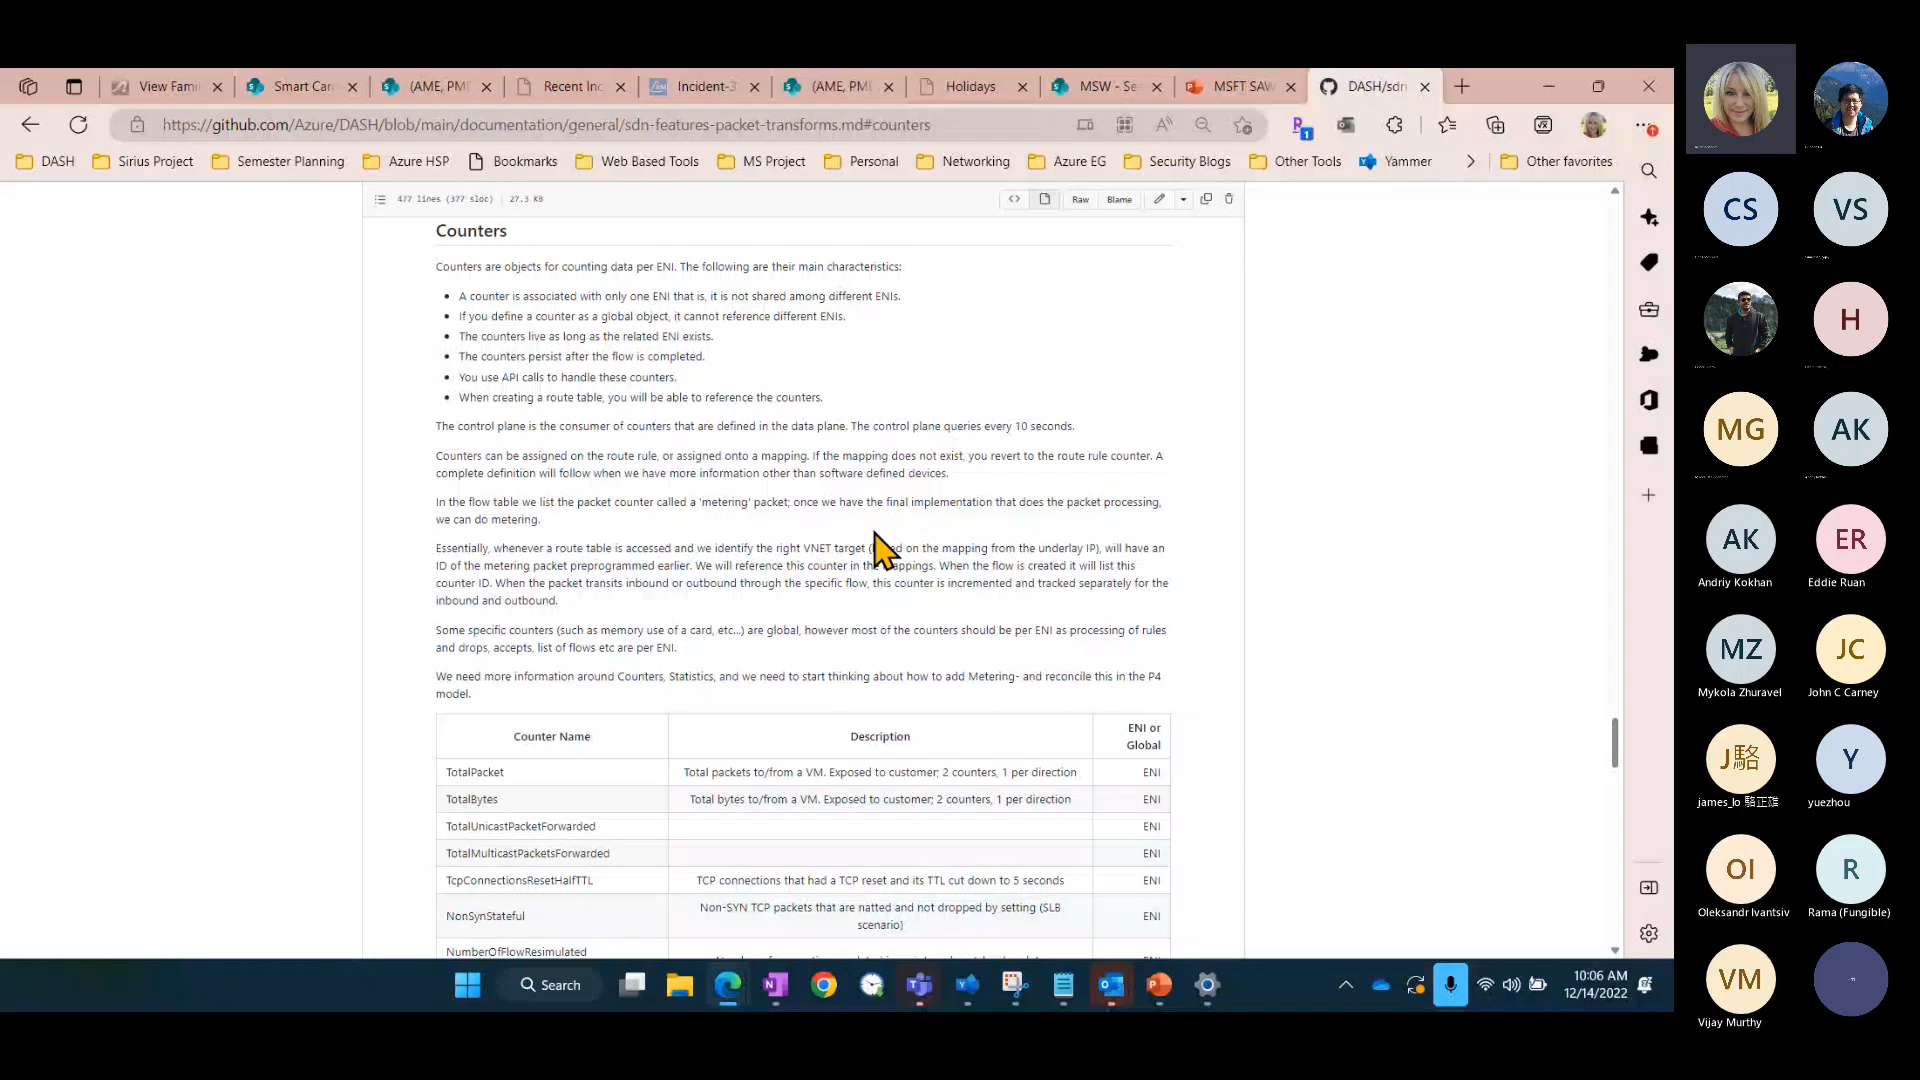 View Fami
Smart Car
(AME, PM
Recent Inc
Incident-3
(AME, PM
Holidays
MSW - Se
MSFT SAW
DASH/sdn
https://github.com/Azure/DASH/blob/main/documentation/general/sdn-features-packet-transforms.md#counters
DASH
Sirius Project
Semester Planning
Azure HSP
Bookmarks
Web Based Tools
MS Project
Personal
Networking
Azure EG
Security Blogs
Other Tools
Yammer
Other favorites
477 lines (377 sloc) | 27.3 KB
Raw
Blame
Counters
Counters are objects for counting data per ENI. The following are their main characteristics:
• A counter is associated with only one ENI that is, it is not shared among different ENIs.
• If you define a counter as a global object, it cannot reference different ENIs.
• The counters live as long as the related ENI exists.
• The counters persist after the flow is completed.
• You use API calls to handle these counters.
• When creating a route table, you will be able to reference the counters.
The control plane is the consumer of counters that are defined in the data plane. The control plane queries every 10 seconds.
Counters can be assigned on the route rule, or assigned onto a mapping. If the mapping does not exist, you revert to the route rule counter. A
complete definition will follow when we have more information other than software defined devices.
In the flow table we list the packet counter called a 'metering' packet; once we have the final implementation that does the packet processing,
we can do metering.
Essentially, whenever a route table is accessed and we identify the right VNET target on the mapping from the underlay IP), will have an
ID of the metering packet preprogrammed earlier. We will reference this counter in the mappings. When the flow is created it will list this
counter ID. When the packet transits inbound or outbound through the specific flow, this counter is incremented and tracked separately for the
inbound and outbound.
Some specific counters (such as memory use of a card, etc...) are global, however most of the counters should be per ENI as processing of rules
and drops, accepts, list of flows etc are per ENI.
We need more information around Counters, Statistics, and we need to start thinking about how to add Metering- and reconcile this in the P4
model.
Counter Name
Description
ENI or
Global
TotalPacket
Total packets to/from a VM. Exposed to customer; 2 counters, 1 per direction
ENI
TotalBytes
Total bytes to/from a VM. Exposed to customer; 2 counters, 1 per direction
ENI
TotalUnicastPacketForwarded
ENI
TotalMulticastPacketsForwarded
ENI
TcpConnectionsResetHalfTTL
TCP connections that had a TCP reset and its TTL cut down to 5 seconds
ENI
NonSynStateful
Non-SYN TCP packets that are natted and not dropped by setting (SLB
scenario)
ENI
NumberOfFlowResimulated
Search
10:06 AM
12/14/2022
CS
VS
H
MG
AK
AK
Andriy Kokhan
ER
Eddie Ruan
MZ
Mykola Zhuravel
JC
John C Carney
J駱
james_lo 駱正雄
Y
yuezhou
OI
Oleksandr Ivantsiv
R
Rama (Fungible)
VM
Vijay Murthy